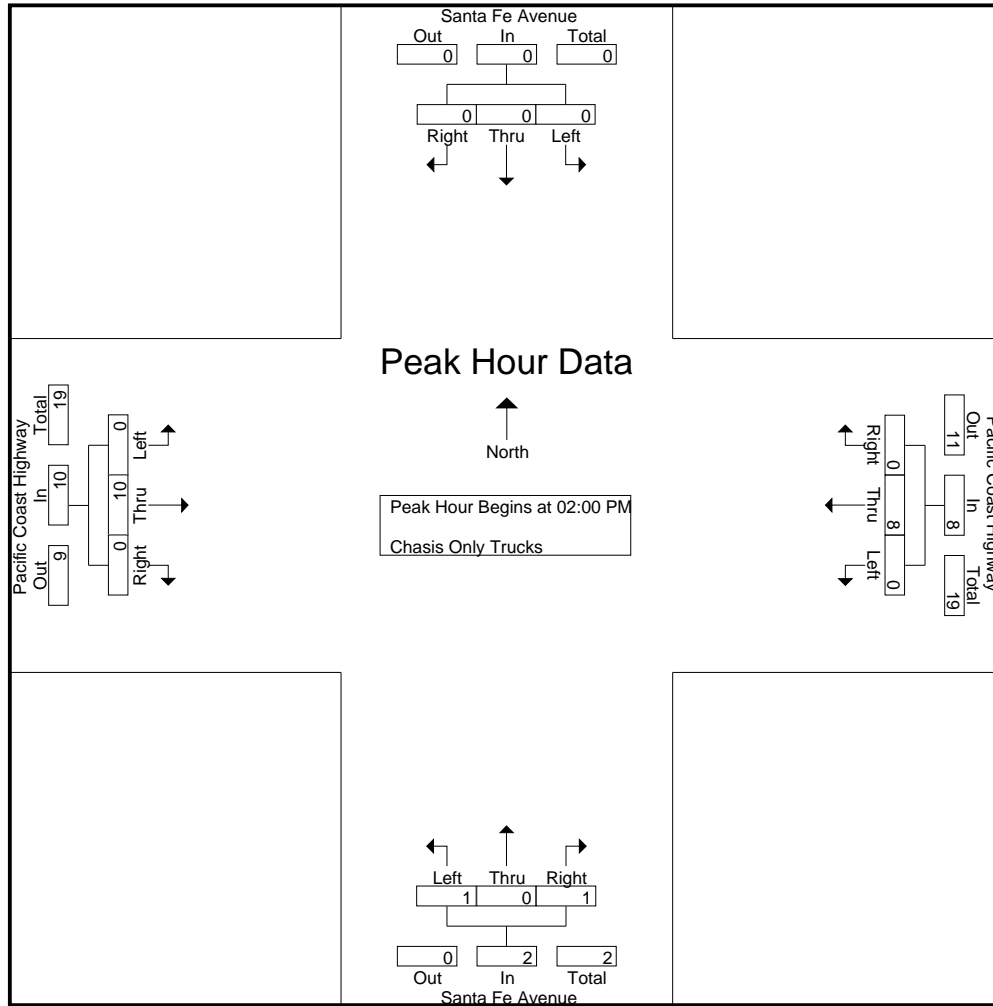 Santa Fe Avenue
Out In Total
0 0 0
0 0 0
Right Thru Left
Peak Hour Data
North
Peak Hour Begins at 02:00 PM
Chasis Only Trucks
Pacific Coast Highway
Total In Out
19 10 9
0 10 0
Left Thru Right
Pacific Coast Highway
Out In Total
11 8 19
0 8 0
Right Thru Left
Left Thru Right
1 0 1
0 2 2
Out In Total
Santa Fe Avenue